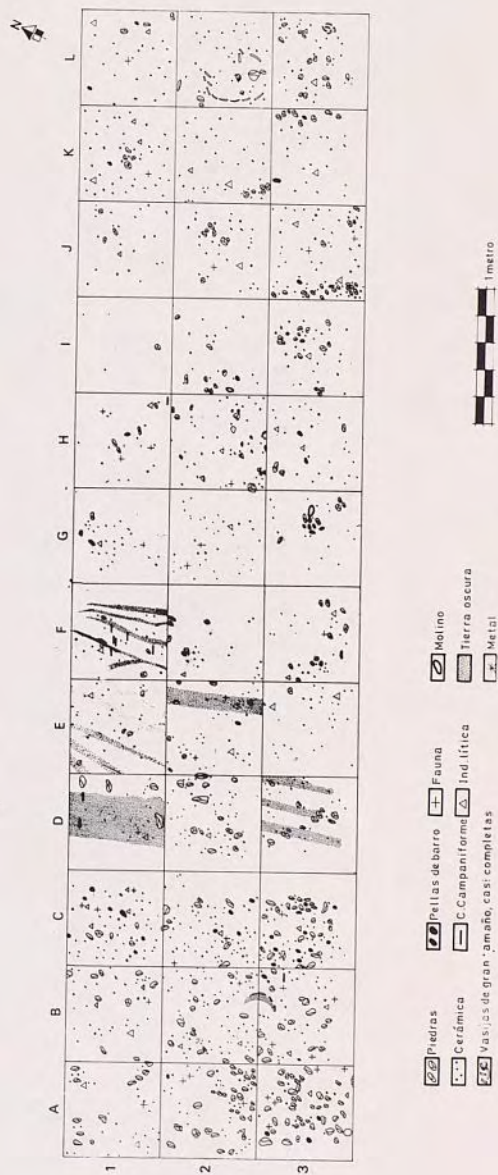 N
A B C D E F G H I J K L
1
2
3
Piedras
Cerámica
Vasijas de gran tamaño, casi completas
Pellas de barro
C.Campaniforme
Fauna
Ind. lítica
Molino
Tierra oscura
Metal
1 metro